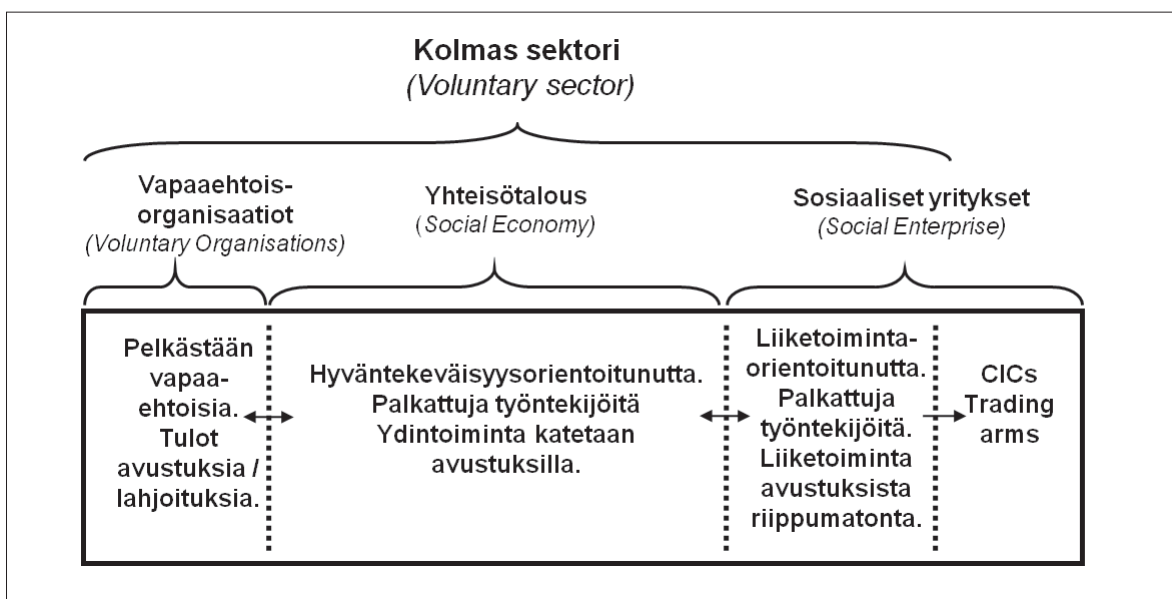 Kolmas sektori
(Voluntary sector)
Vapaaehtois-
organisaatiot
(Voluntary Organisations)
Yhteisötalous
(Social Economy)
Sosiaaliset yritykset
(Social Enterprise)
Pelkästään
vapaa-
ehtoisia.
Tulot
avustuksia /
lahjoituksia.
Hyväntekeväisyysorientoitunutta.
Palkattuja työntekijöitä
Ydintoiminta katetaan
avustuksilla.
Liiketoiminta-
orientoitunutta.
Palkattuja
työntekijöitä.
Liiketoiminta
avustuksista
riippumatonta.
CICs
Trading
arms